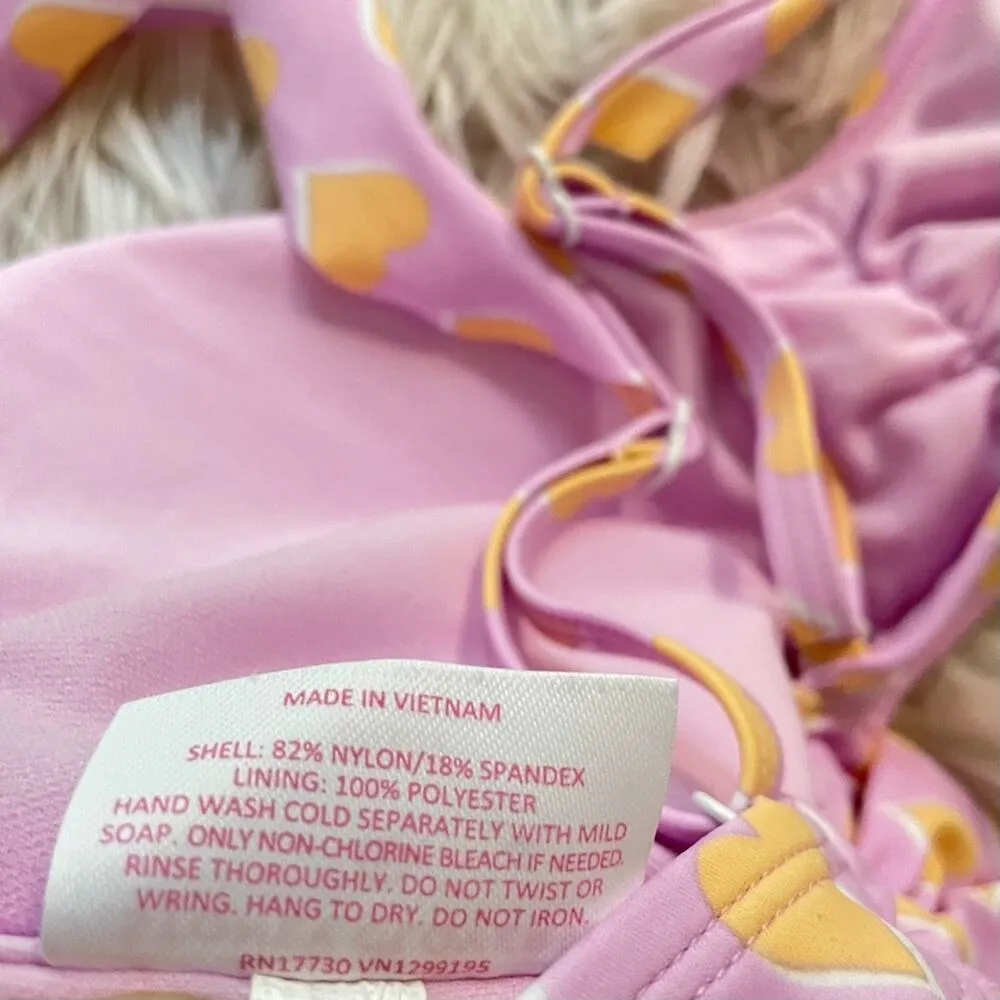 MADE IN VIETNAM
SHELL: 82% NYLON/18% SPANDEX
LINING: 100% POLYESTER
HAND WASH COLD SEPARATELY WITH MILD
SOAP. ONLY NON-CHLORINE BLEACH IF NEEDED.
RINSE THOROUGHLY. DO NOT TWIST OR
WRING. HANG TO DRY. DO NOT IRON.
RN17730 VN1299195